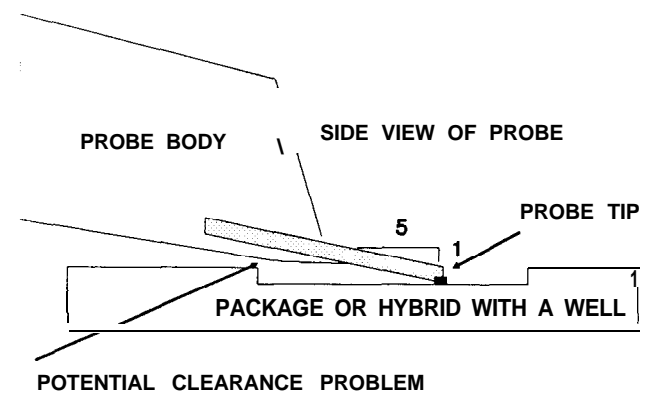 PROBE BODY
SIDE VIEW OF PROBE
PROBE TIP
5
1
1
PACKAGE OR HYBRID WITH A WELL
POTENTIAL CLEARANCE PROBLEM